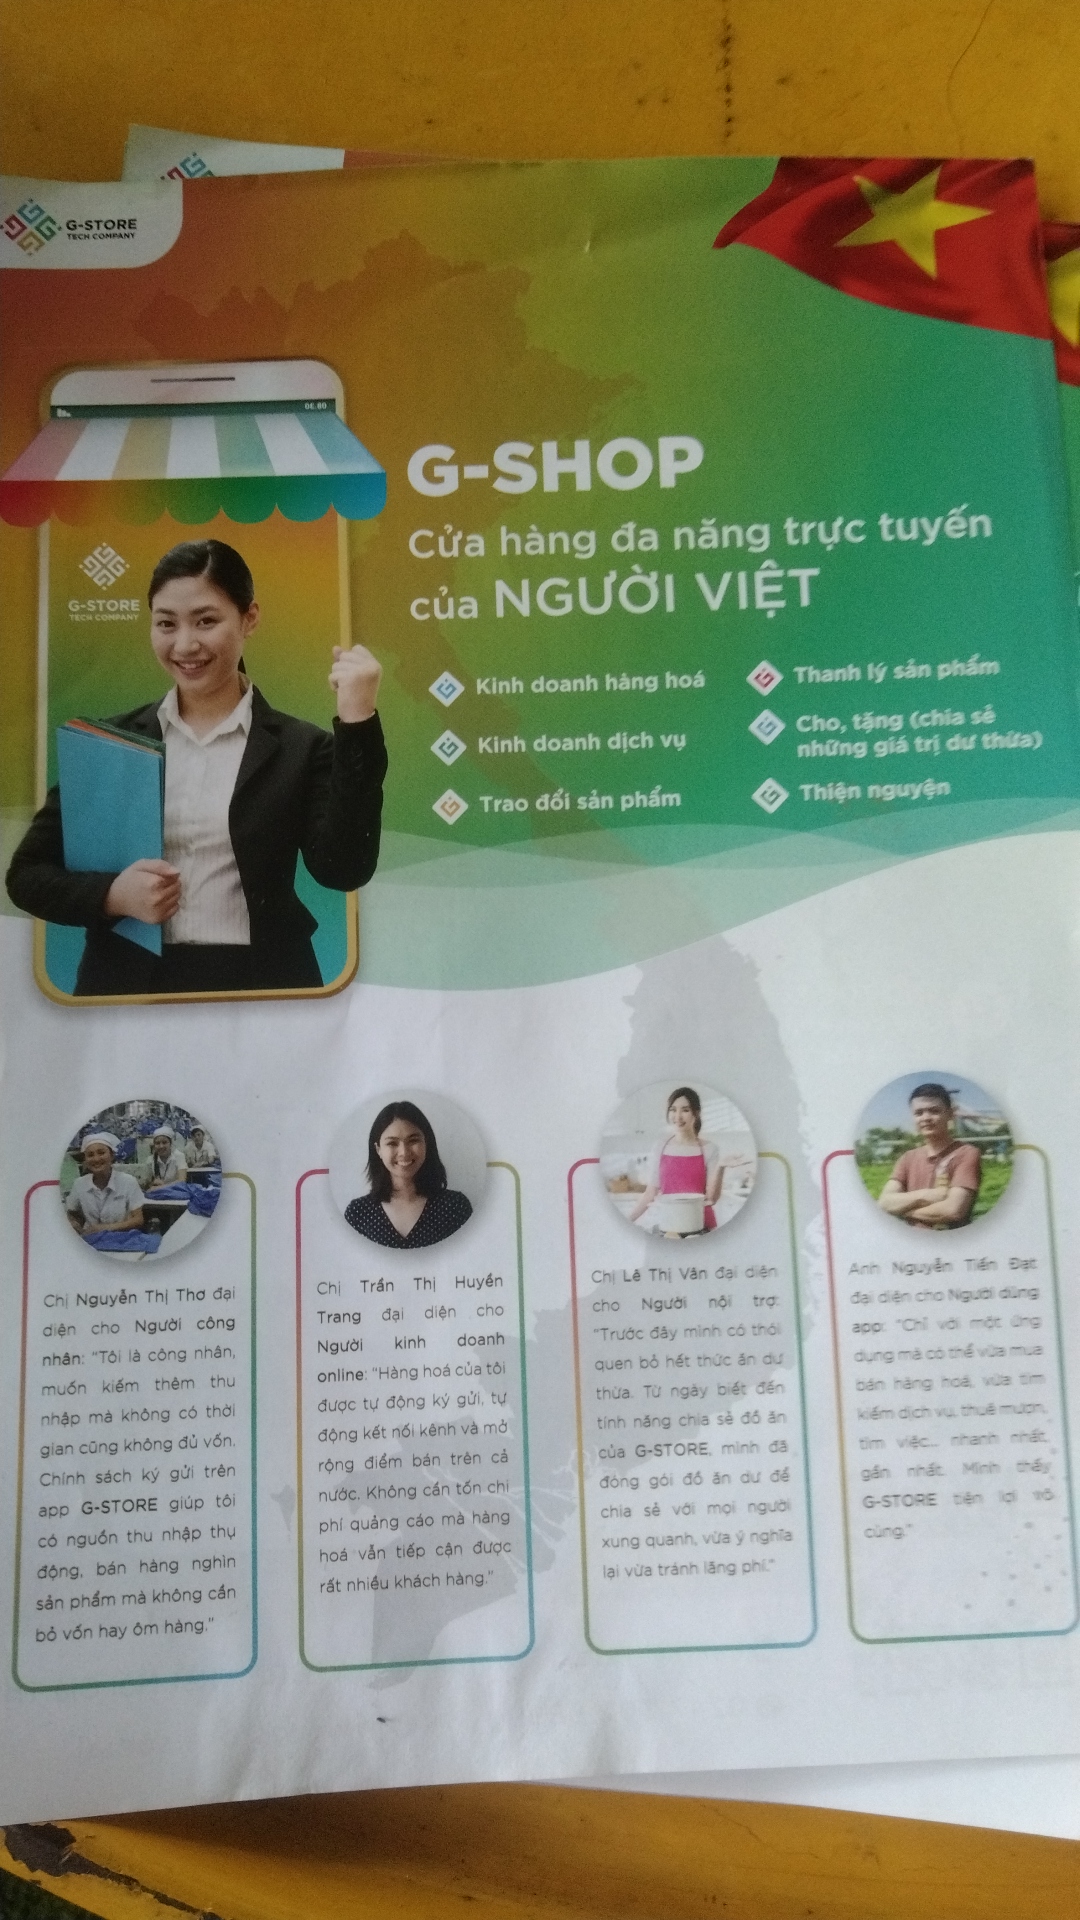 G-STORE
TECH COMPANY
06.80
G-STORE
TECH COMPANY
G-SHOP
Cửa hàng đa năng trực tuyến
của NGƯỜI VIỆT
Kinh doanh hàng hoá
Kinh doanh dịch vụ
Trao đổi sản phẩm
Thanh lý sản phẩm
Cho, tặng (chia sẻ
những giá trị dư thừa)
Thiện nguyện
Chị Nguyễn Thị Thơ đại
diện cho Người công
nhân: "Tôi là công nhân,
muốn kiếm thêm thu
nhập mà không có thời
gian cũng không đủ vốn.
Chính sách ký gửi trên
app G-STORE giúp tôi
có nguồn thu nhập thụ
động, bán hàng nghìn
sản phẩm mà không cần
bỏ vốn hay ôm hàng."
Chị Trần Thị Huyền
Trang đại diện cho
Người kinh doanh
online: "Hàng hoá của tôi
được tự động ký gửi, tự
động kết nối kênh và mở
rộng điểm bán trên cả
nước. Không cần tốn chi
phí quảng cáo mà hàng
hoá vẫn tiếp cận được
rất nhiều khách hàng."
Chị Lê Thị Vân đại diện
cho Người nội trợ:
"Trước đây mình có thói
quen bỏ hết thức ăn dư
thừa. Từ ngày biết đến
tính năng chia sẻ đồ ăn
của G-STORE, mình đã
đóng gói đồ ăn dư để
chia sẻ với mọi người
xung quanh, vừa ý nghĩa
lại vừa tránh lãng phí."
Anh Nguyễn Tiến Đạt
đại diện cho Người dùng
app: "Chỉ với một ứng
dụng mà có thể vừa mua
bán hàng hoá, vừa tìm
kiếm dịch vụ, thuê mượn,
tìm việc... nhanh nhất,
gần nhất. Mình thấy
G-STORE tiện lợi vô
cùng."